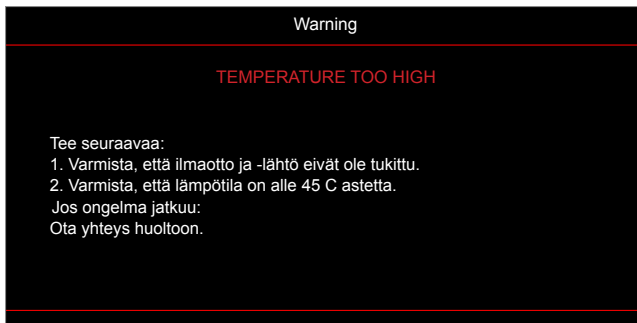 Warning
TEMPERATURE TOO HIGH
Tee seuraavaa:
1. Varmista, että ilmaotto ja -lähtö eivät ole tukittu.
2. Varmista, että lämpötila on alle 45 C astetta.
Jos ongelma jatkuu:
Ota yhteys huoltoon.